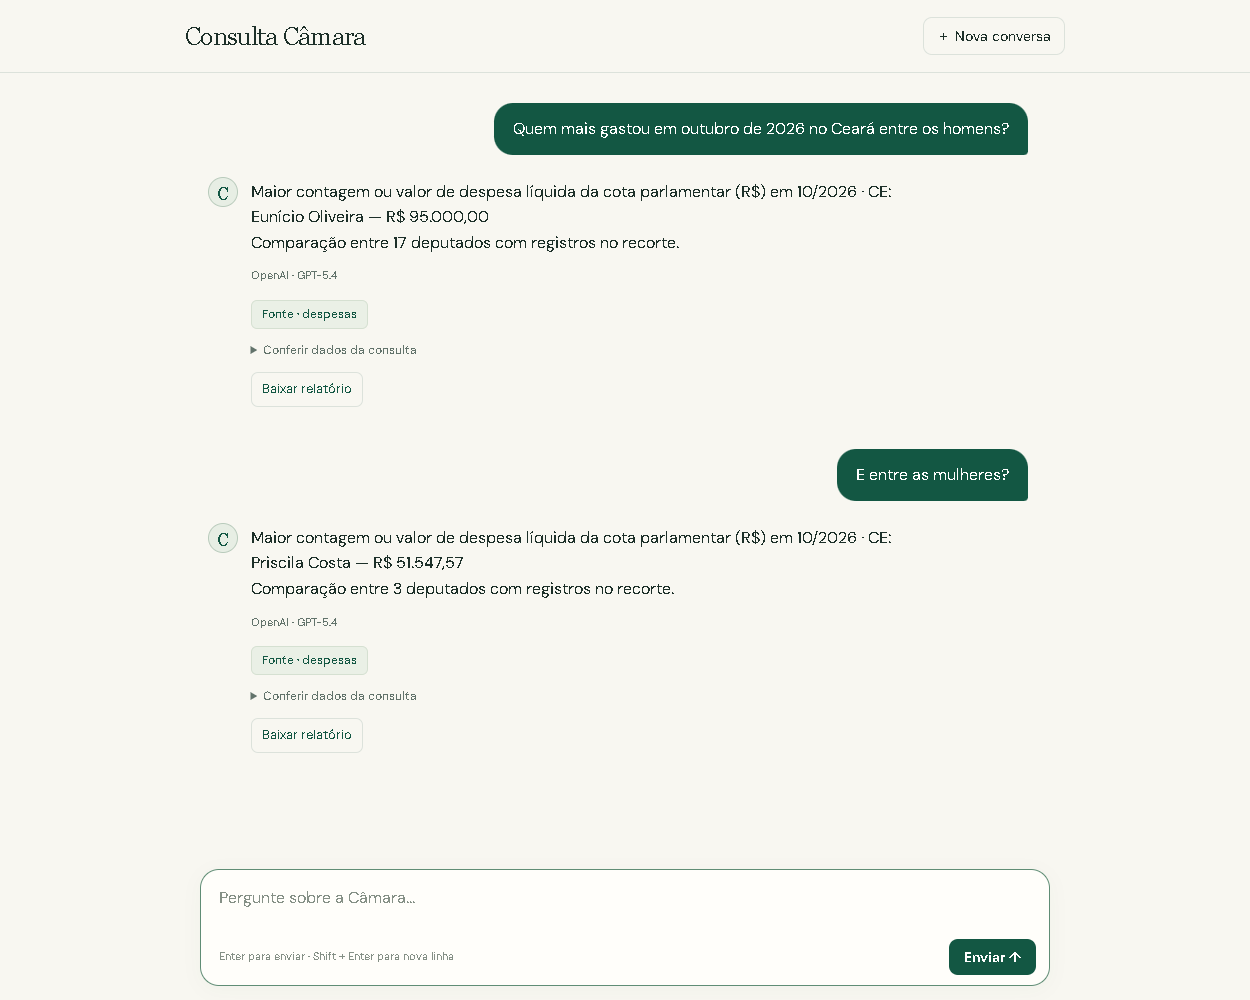 Consulta Câmara
+ Nova conversa
Quem mais gastou em outubro de 2026 no Ceará entre os homens?
C
Maior contagem ou valor de despesa líquida da cota parlamentar (R$) em 10/2026 · CE:
Eunício Oliveira — R$ 95.000,00
Comparação entre 17 deputados com registros no recorte.
OpenAI · GPT-5.4
Fonte · despesas
▶ Conferir dados da consulta
Baixar relatório
E entre as mulheres?
C
Maior contagem ou valor de despesa líquida da cota parlamentar (R$) em 10/2026 · CE:
Priscila Costa — R$ 51.547,57
Comparação entre 3 deputados com registros no recorte.
OpenAI · GPT-5.4
Fonte · despesas
▶ Conferir dados da consulta
Baixar relatório
Pergunte sobre a Câmara...
Enter para enviar · Shift + Enter para nova linha
Enviar ↑